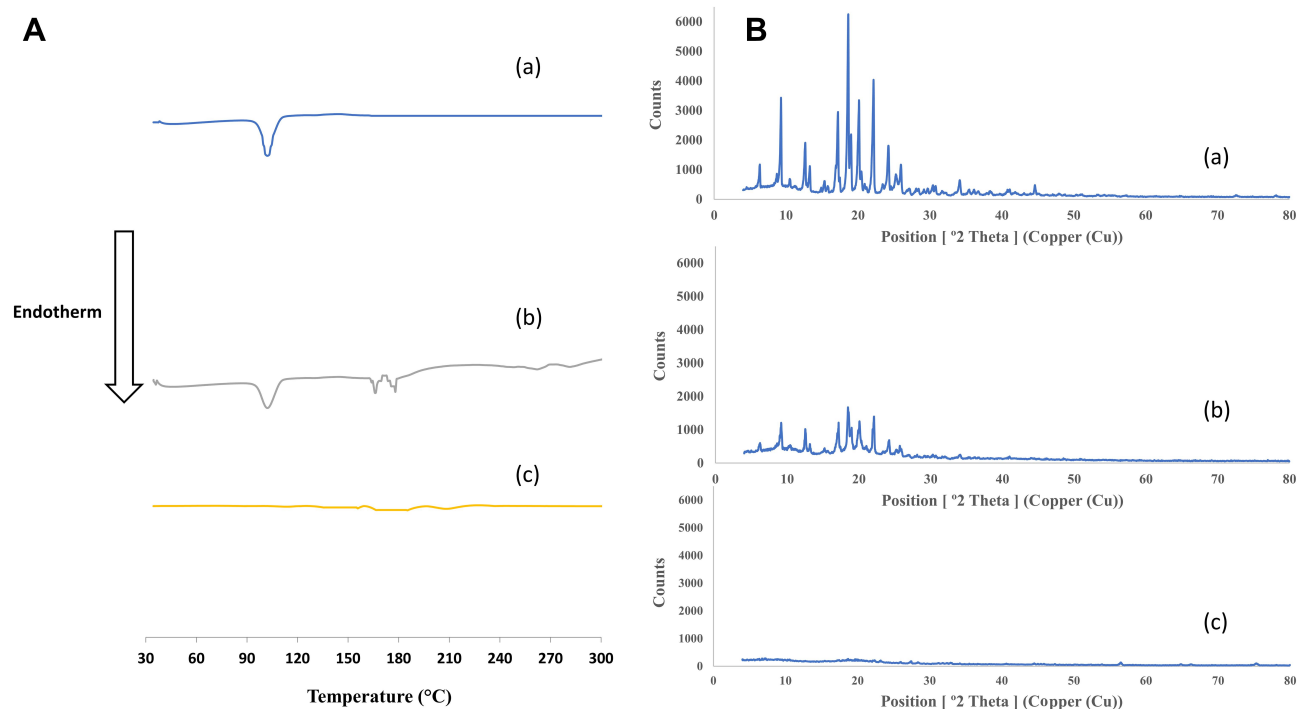 A
(a)
Endotherm
(b)
(c)
30 60 90 120 150 180 210 240 270 300
Temperature (°C)
B
6000
5000
4000
3000
2000
1000
0
Counts
(a)
0 10 20 30 40 50 60 70 80
Position [ °2 Theta ] (Copper (Cu))
6000
5000
4000
3000
2000
1000
0
Counts
(b)
0 10 20 30 40 50 60 70 80
Position [ °2 Theta ] (Copper (Cu))
6000
5000
4000
3000
2000
1000
0
Counts
(c)
0 10 20 30 40 50 60 70 80
Position [ °2 Theta ] (Copper (Cu))